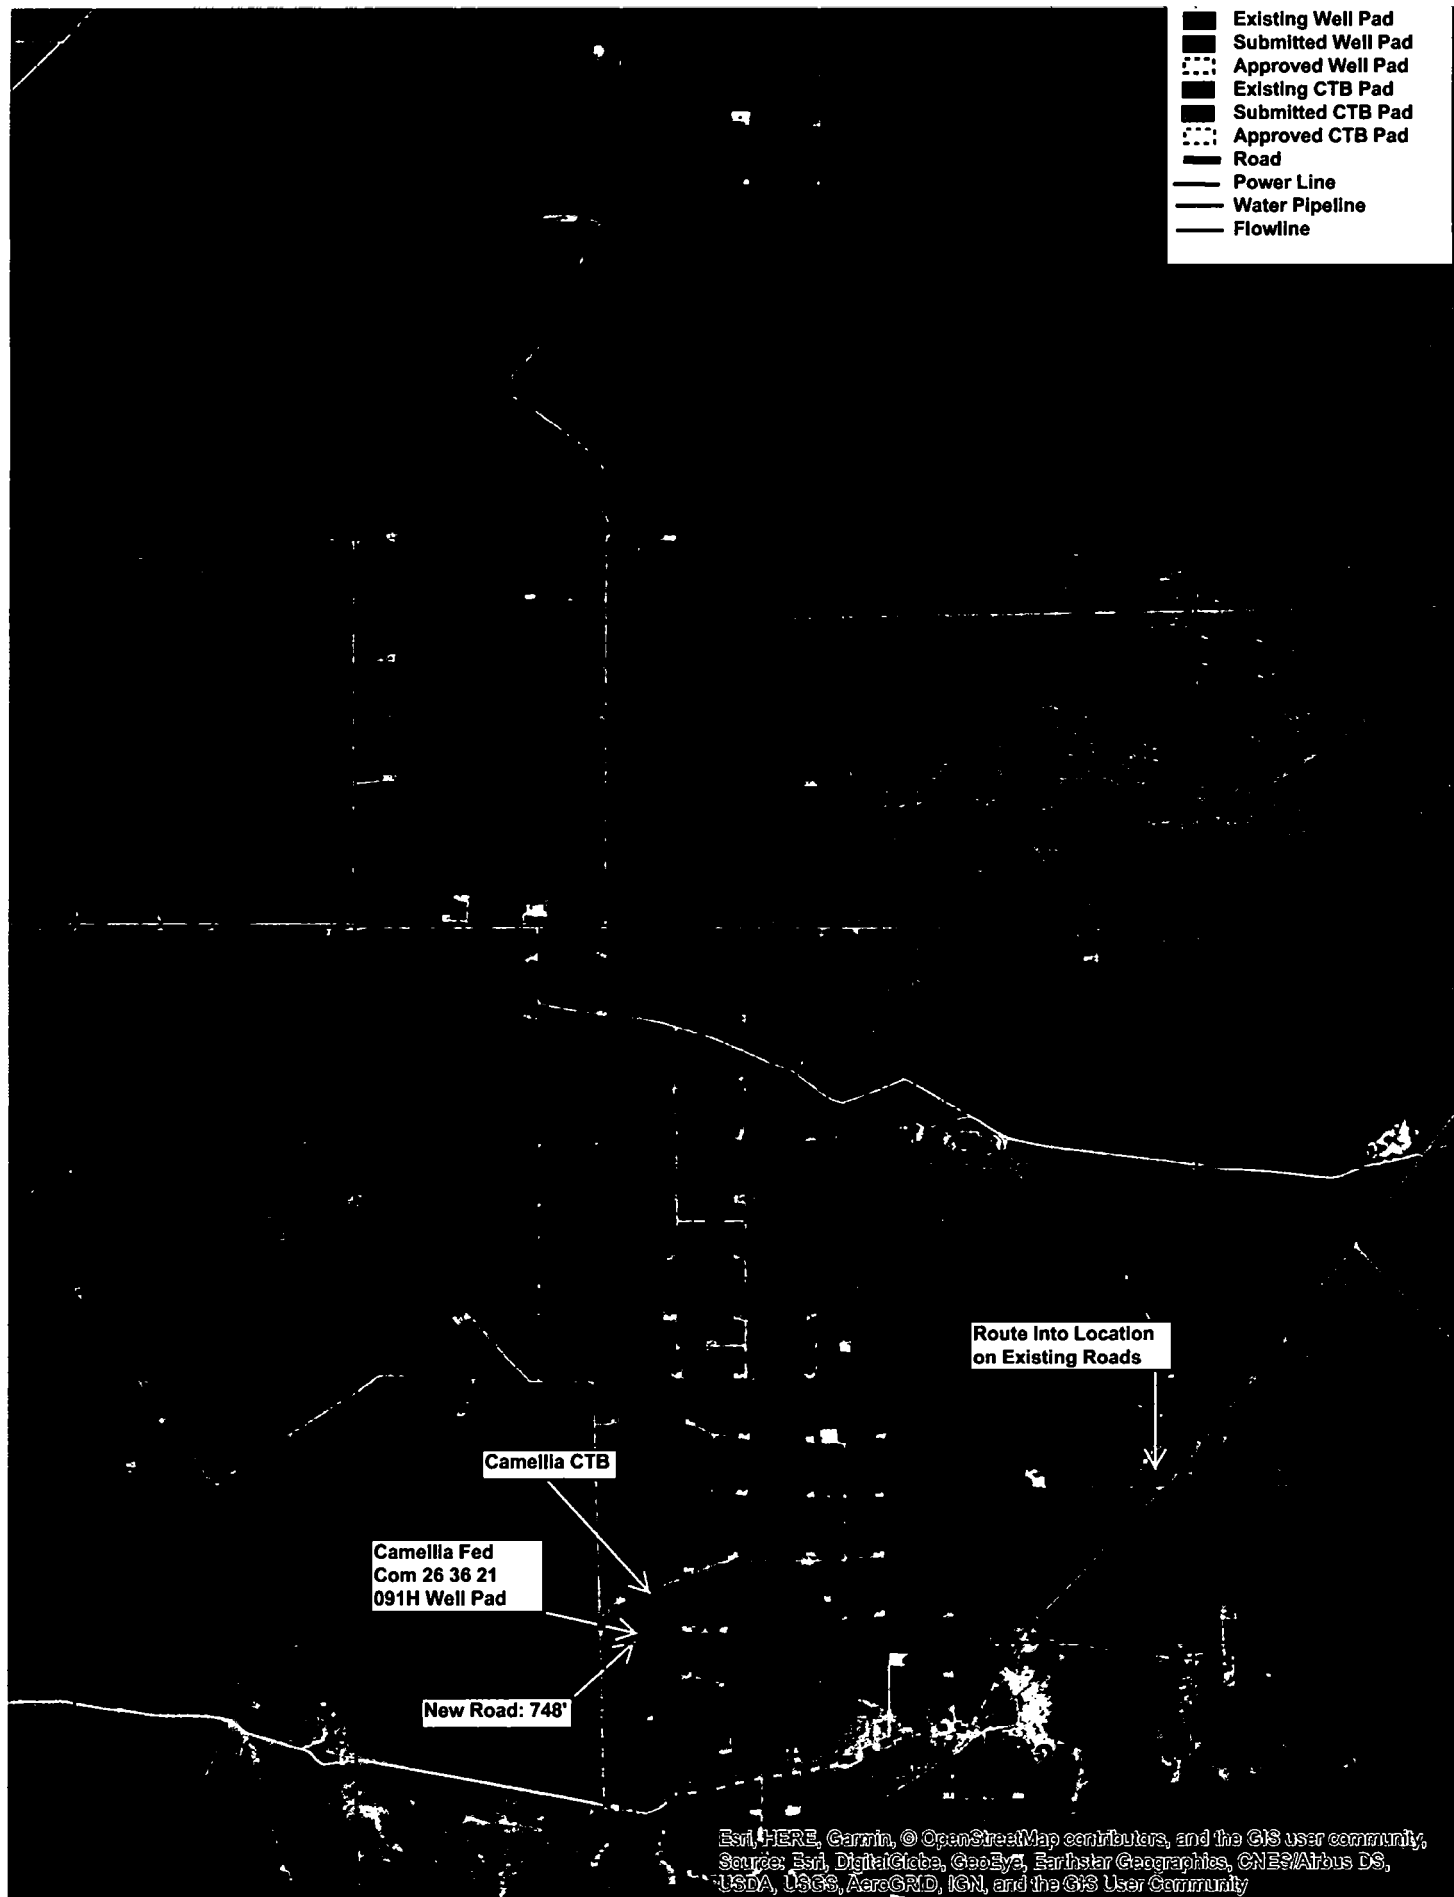 Existing Well Pad
Submitted Well Pad
Approved Well Pad
Existing CTB Pad
Submitted CTB Pad
Approved CTB Pad
Road
Power Line
Water Pipeline
Flowline
Route Into Location
on Existing Roads
Camellia CTB
Camellia Fed
Com 26 36 21
091H Well Pad
New Road: 748'
Esri, HERE, Garmin, © OpenStreetMap contributors, and the GIS user community,
Source: Esri, DigitalGlobe, GeoEye, Earthstar Geographics, CNES/Airbus DS,
USDA, USGS, AeroGRID, IGN, and the GIS User Community